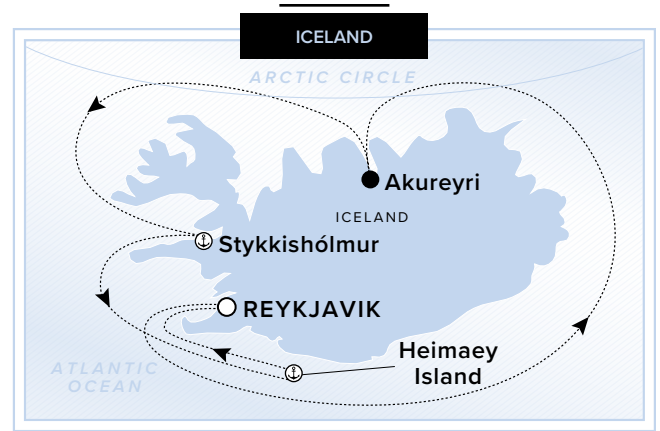 ICELAND
ARCTIC CIRCLE
Akureyri
ICELAND
Stykkishólmur
REYKJAVIK
Heimaey
Island
ATLANTIC
OCEAN